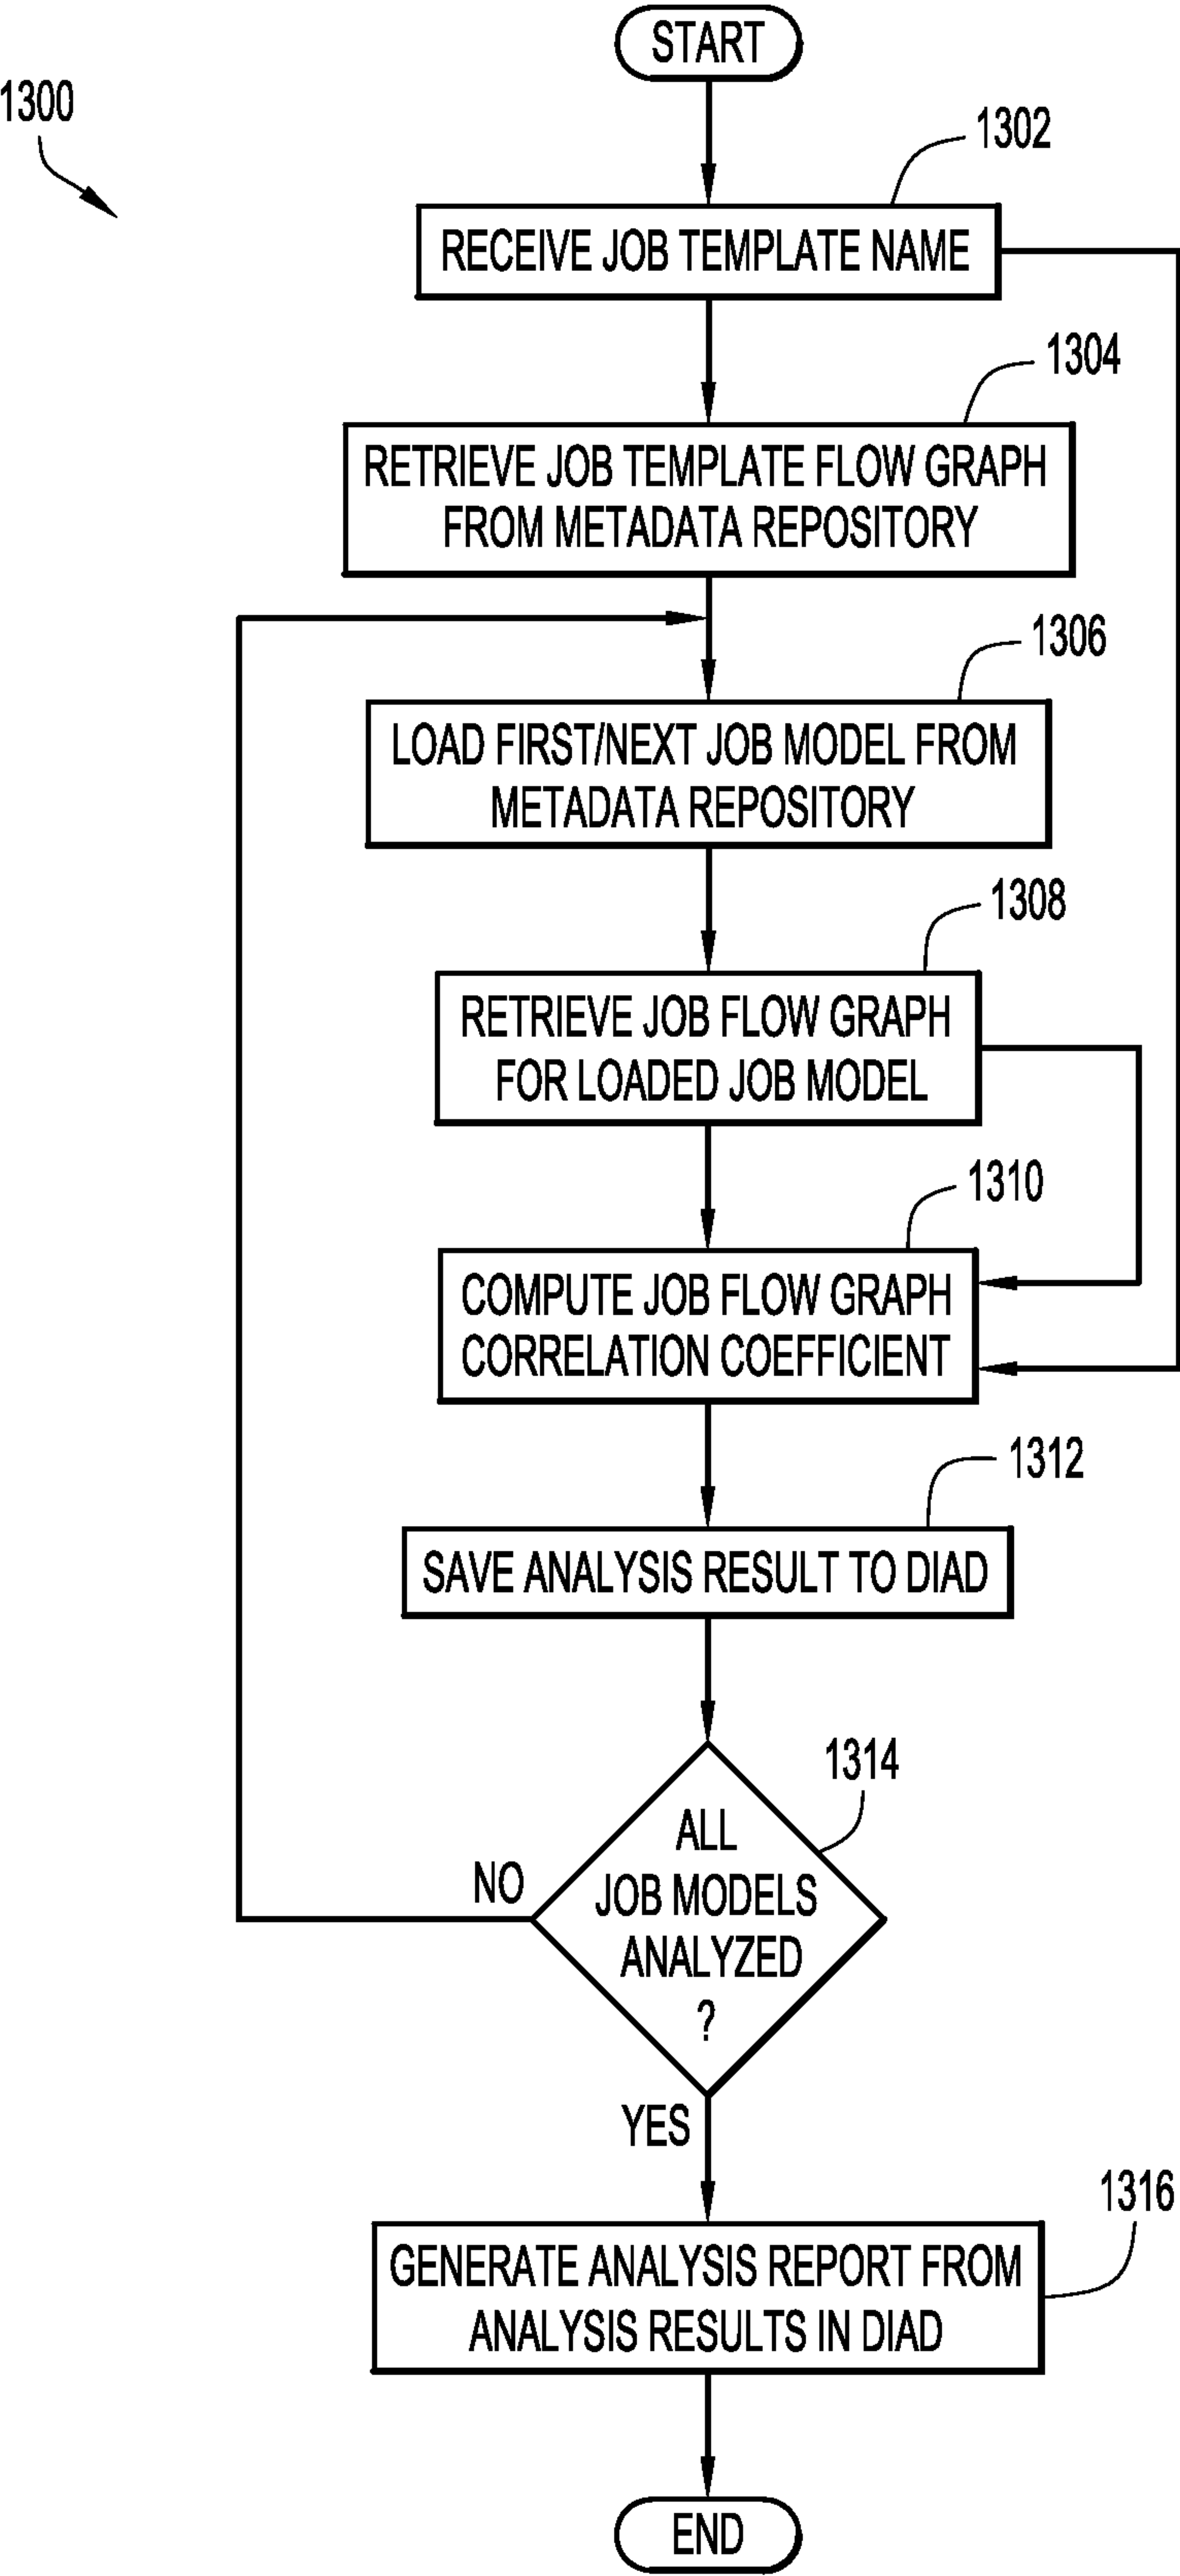 START
1300
1302
RECEIVE JOB TEMPLATE NAME
1304
RETRIEVE JOB TEMPLATE FLOW GRAPH
FROM METADATA REPOSITORY
1306
LOAD FIRST/NEXT JOB MODEL FROM
METADATA REPOSITORY
1308
RETRIEVE JOB FLOW GRAPH
FOR LOADED JOB MODEL
1310
COMPUTE JOB FLOW GRAPH
CORRELATION COEFFICIENT
1312
SAVE ANALYSIS RESULT TO DIAD
1314
ALL
JOB MODELS
ANALYZED
?
NO
YES
1316
GENERATE ANALYSIS REPORT FROM
ANALYSIS RESULTS IN DIAD
END